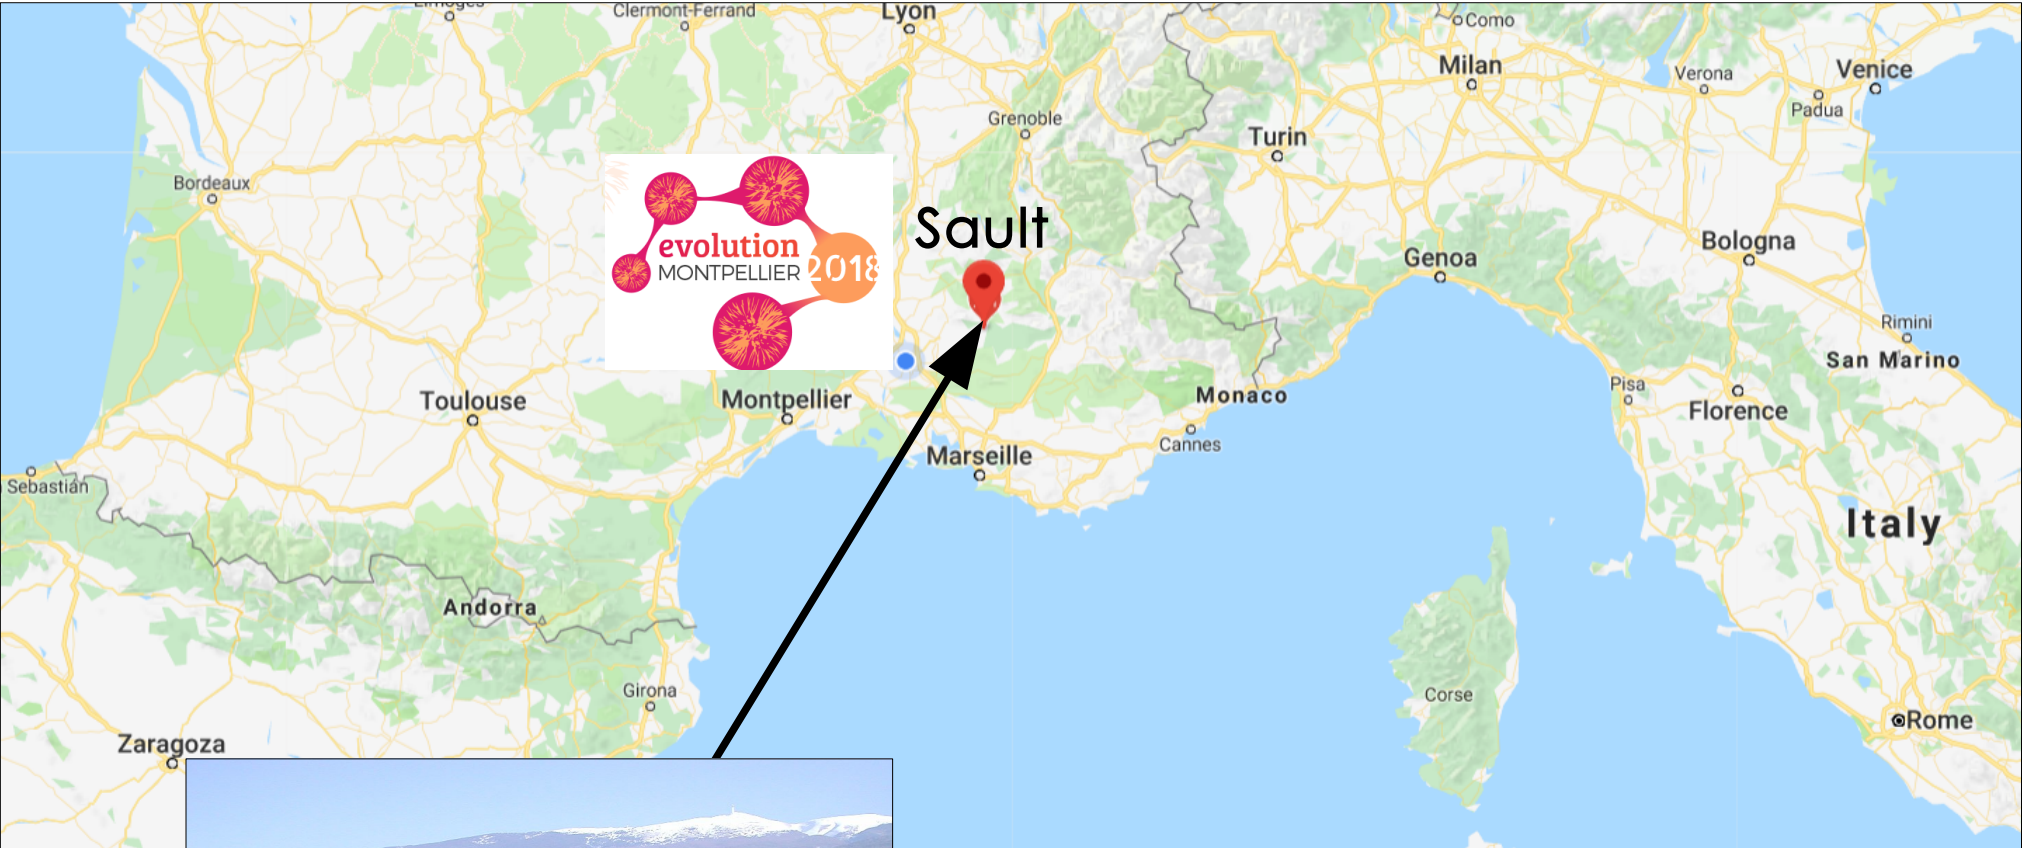 Limoges
Clermont-Ferrand
Lyon
Como
Milan
Verona
Venice
Padua
Grenoble
Turin
Bordeaux
Sault
evolution
MONTPELLIER 2018
Bologna
Genoa
Rimini
San Marino
Pisa
Florence
Toulouse
Montpellier
Monaco
Cannes
Marseille
Sebastián
Italy
Andorra
Girona
Corse
Rome
Zaragoza